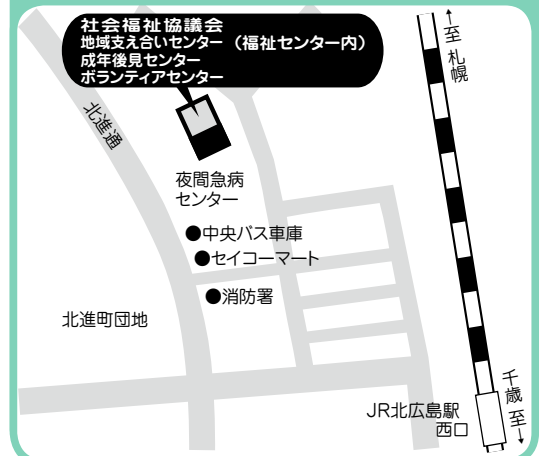 社会福祉協議会
地域支え合いセンター（福祉センター内）
成年後見センター
ボランティアセンター
←至 札幌
北進通
夜間急病
センター
●中央バス車庫
●セイコーマート
●消防署
北進町団地
千歳 至→
JR北広島駅
西口